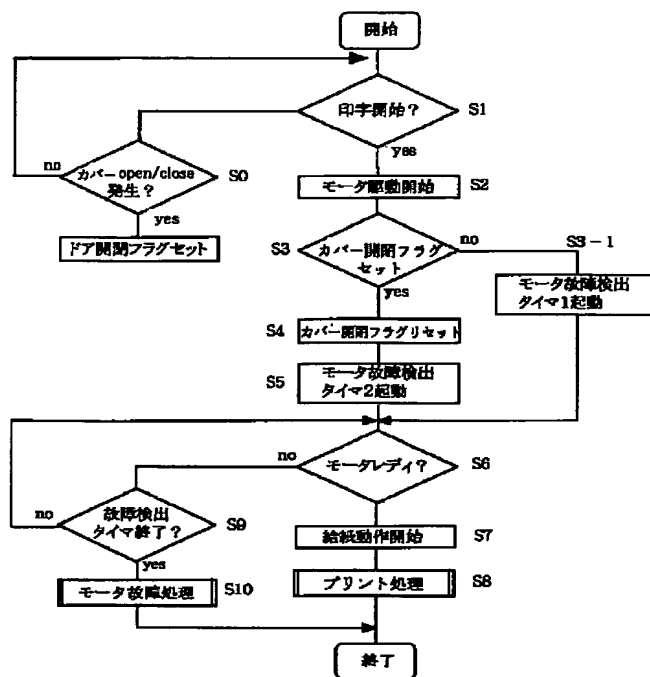 開始
印字開始？
S1
yes
no
カバーopen/close
発生？
S0
yes
ドア開閉フラグセット
モータ駆動開始
S2
S3
カバー開閉フラグ
セット
no
S3-1
yes
モータ故障検出
タイマ1起動
S4
カバー開閉フラグリセット
S5
モータ故障検出
タイマ2起動
no
モータレディ？
S6
no
故障検出
タイマ終了？
S9
給紙動作開始
S7
yes
モータ故障処理
S10
プリント処理
S8
終了